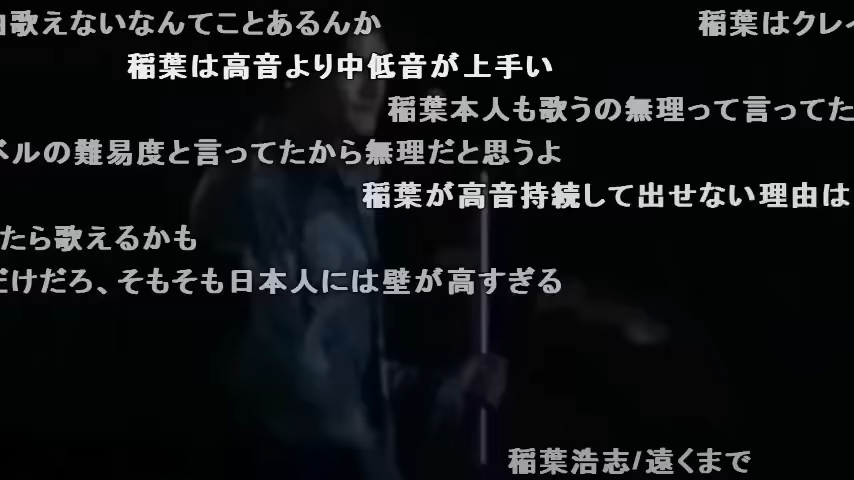 歌えないなんてことあるんか
稲葉はクレイ
稲葉は高音より中低音が上手い
稲葉本人も歌うの無理って言ってた
ベルの難易度と言ってたから無理だと思うよ
稲葉が高音持続して出せない理由は
たら歌えるかも
だけだろ、そもそも日本人には壁が高すぎる
稲葉浩志/遠くまで